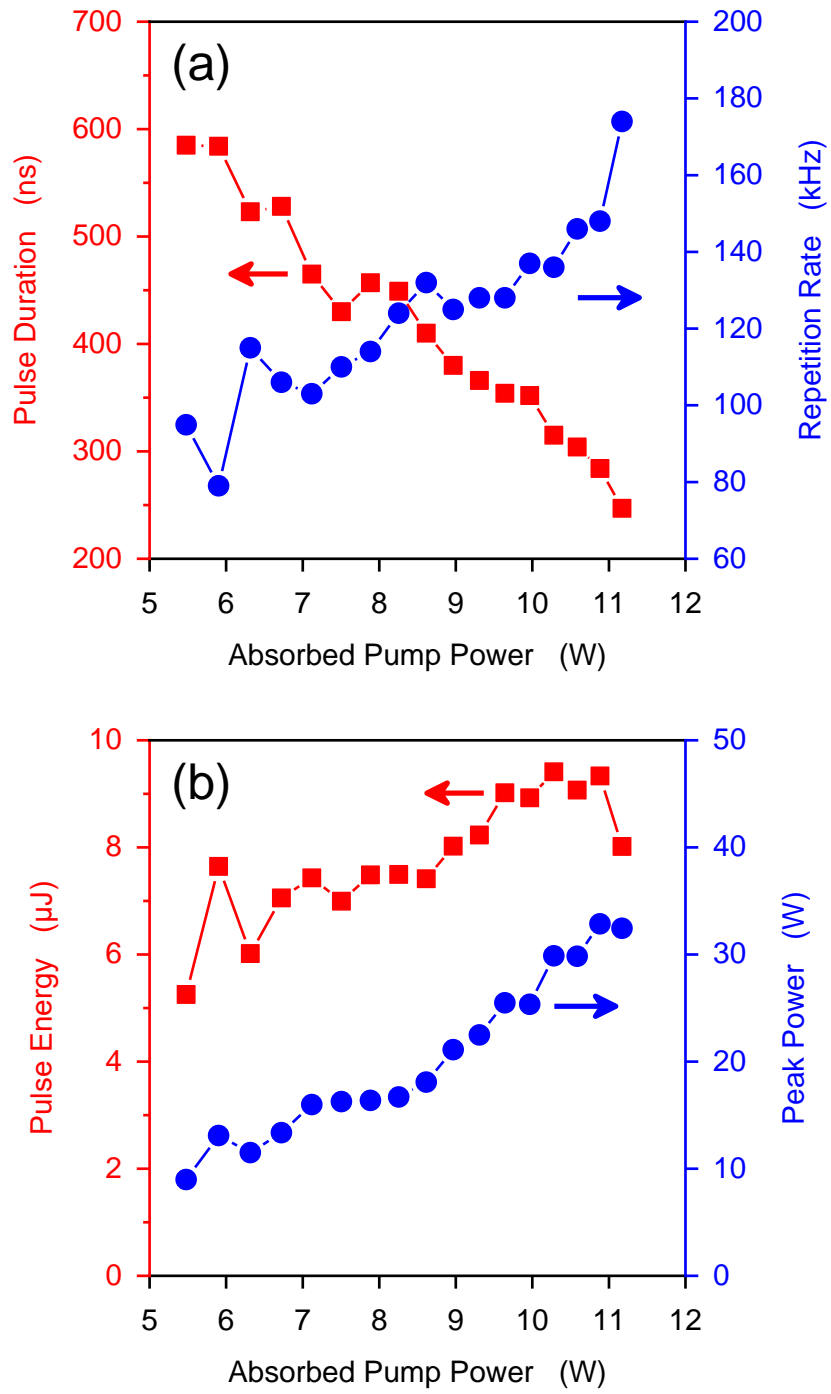 700
600
500
400
300
200
Pulse Duration (ns)
(a)
200
180
160
140
120
100
80
60
Repetition Rate (kHz)
5 6 7 8 9 10 11 12
Absorbed Pump Power (W)
10
8
6
4
2
0
Pulse Energy (µJ)
(b)
50
40
30
20
10
0
Peak Power (W)
5 6 7 8 9 10 11 12
Absorbed Pump Power (W)